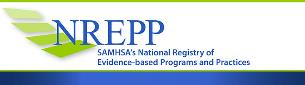 NREPP
SAMHSA's National Registry of
Evidence-based Programs and Practices